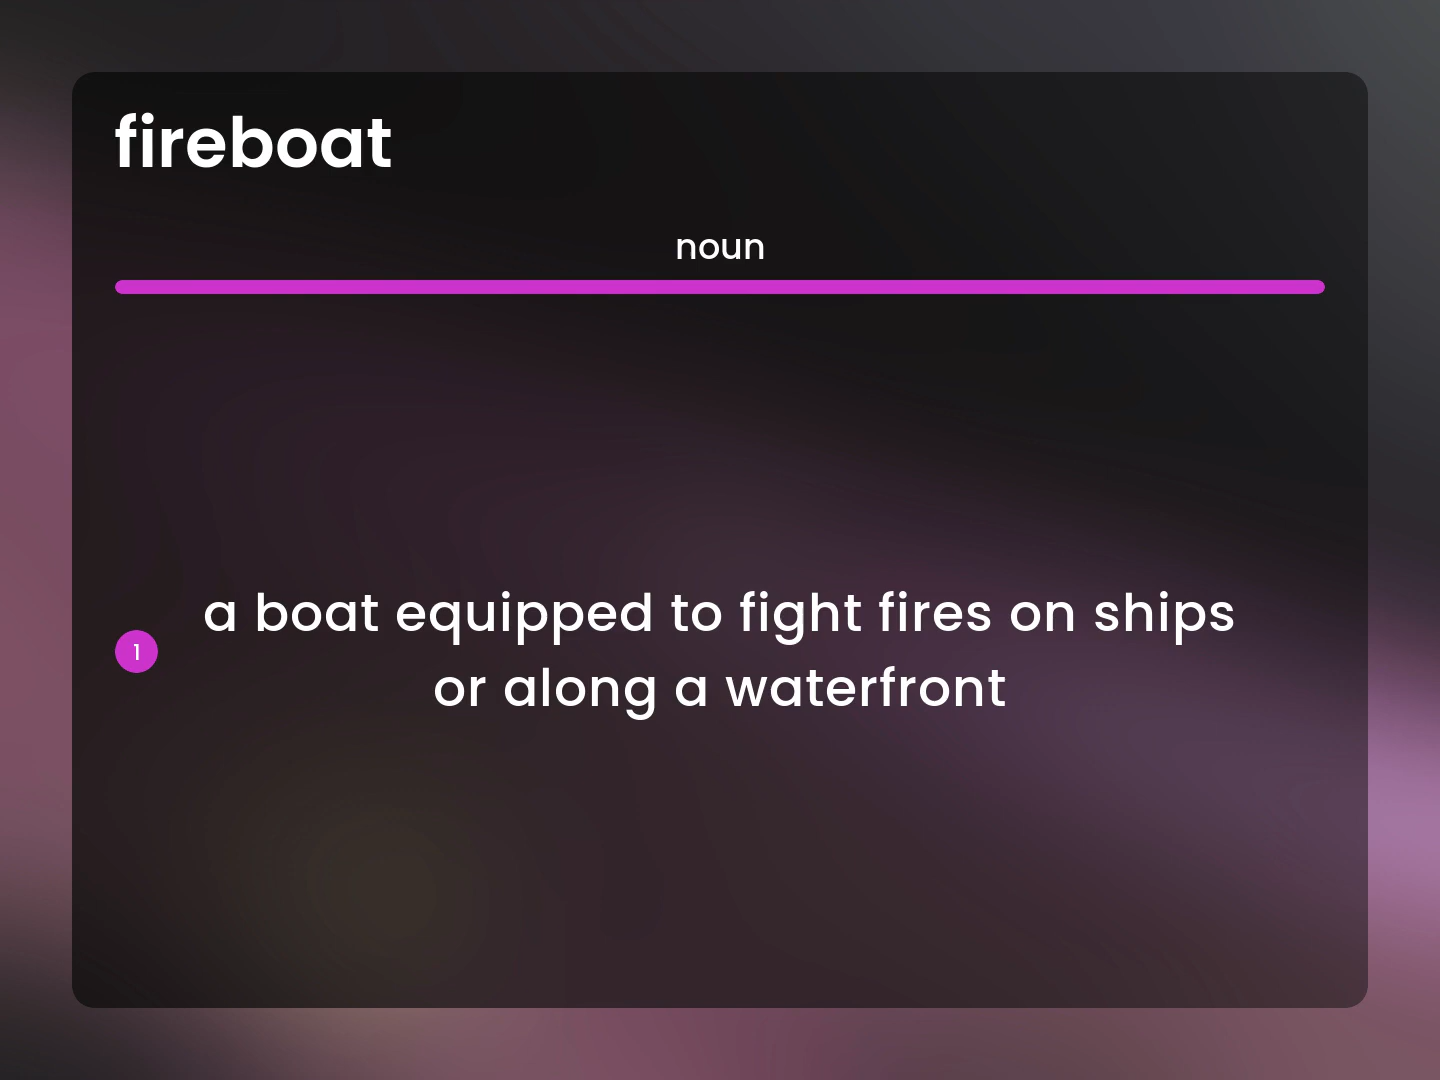 fireboat
noun
1
a boat equipped to fight fires on ships
or along a waterfront